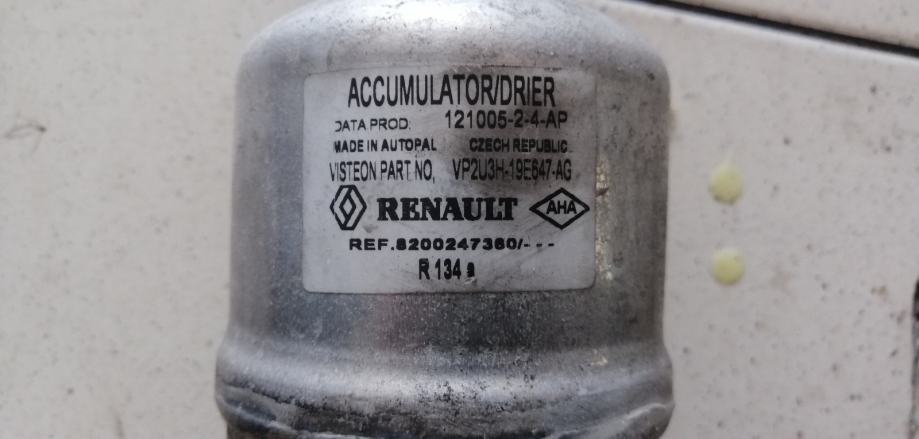 ACCUMULATOR/DRIER
DATA PROD: 121005-2-4-AP
MADE IN AUTOPAL CZECH REPUBLIC.
VISTEON PART NO, VP2U3H-19E647-AG
RENAULT AHA
REF.8200247360/---
R 134 a